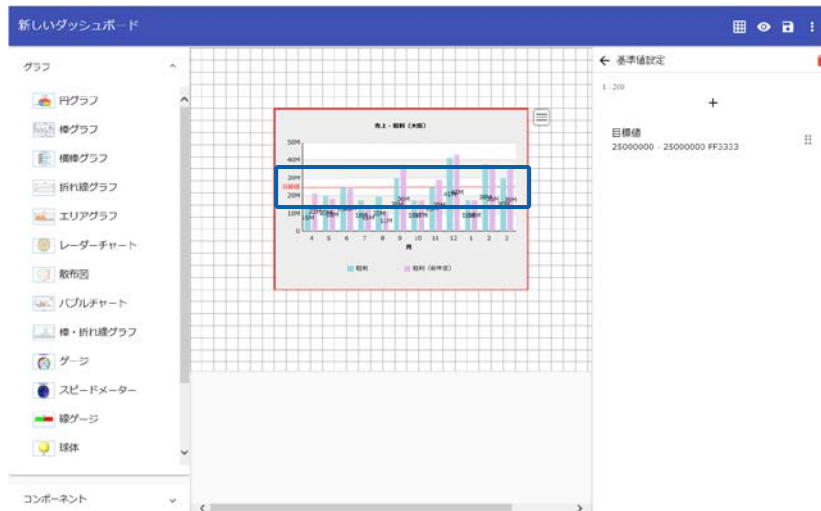 新しいダッシュボード
グラフ
円グラフ
棒グラフ
横棒グラフ
折れ線グラフ
エリアグラフ
レーダーチャート
散布図
バブルチャート
棒・折れ線グラフ
ゲージ
スピードメーター
線ゲージ
球体
コンポーネント
売上・粗利（大阪）
50M
40M
30M
目標値
20M
10M
0
4 5 6 7 8 9 10 11 12 1 2 3
月
粗利
粗利（前年度）
基準値設定
1 - 200
+
目標値
25000000 - 25000000 FF3333